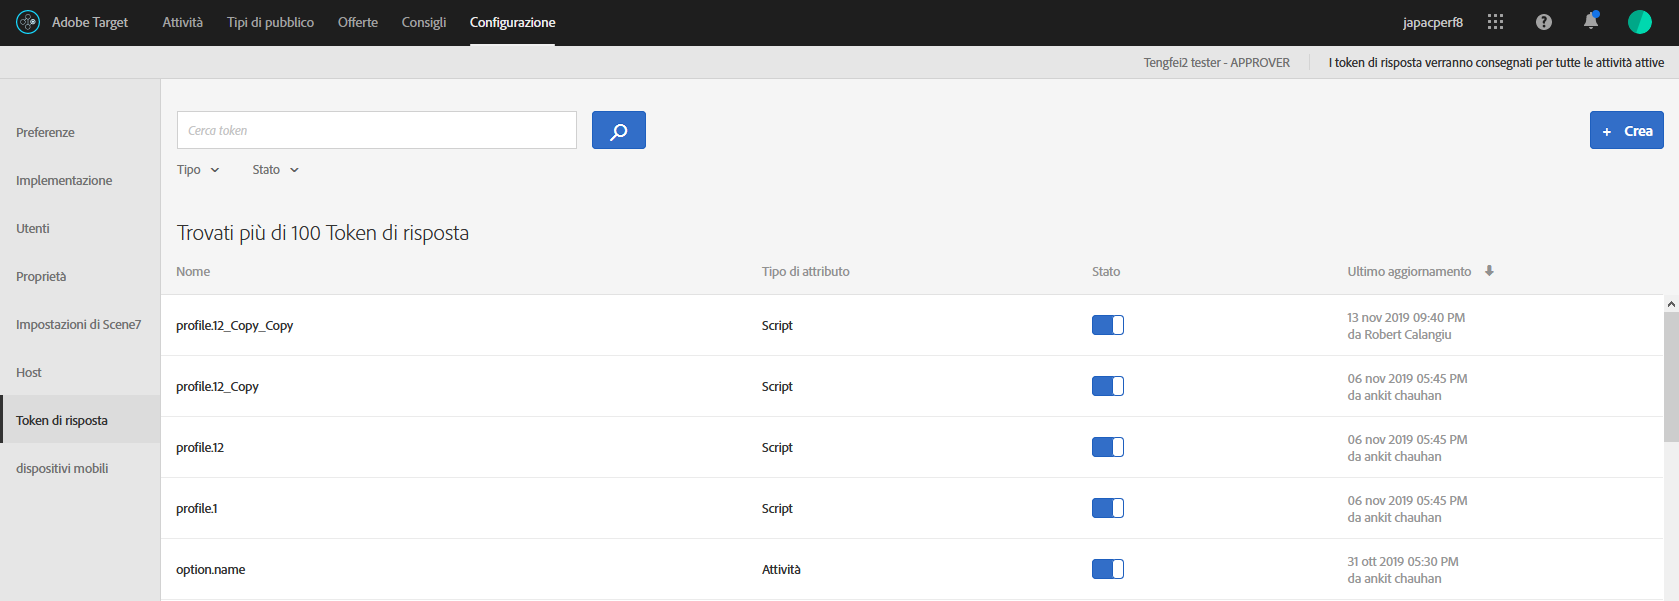 Adobe Target Attività Tipi di pubblico Offerte Consigli Configurazione japacperf8
Tengfei2 tester - APPROVER I token di risposta verranno consegnati per tutte le attività attive
Preferenze
Implementazione
Utenti
Proprietà
Impostazioni di Scene7
Host
Token di risposta
dispositivi mobili
Cerca token
+ Crea
Tipo Stato
Trovati più di 100 Token di risposta
Nome Tipo di attributo Stato Ultimo aggiornamento
profile.12_Copy_Copy Script 13 nov 2019 09:40 PM
da Robert Calangiu
profile.12_Copy Script 06 nov 2019 05:45 PM
da ankit chauhan
profile.12 Script 06 nov 2019 05:45 PM
da ankit chauhan
profile.1 Script 06 nov 2019 05:45 PM
da ankit chauhan
option.name Attività 31 ott 2019 05:30 PM
da ankit chauhan